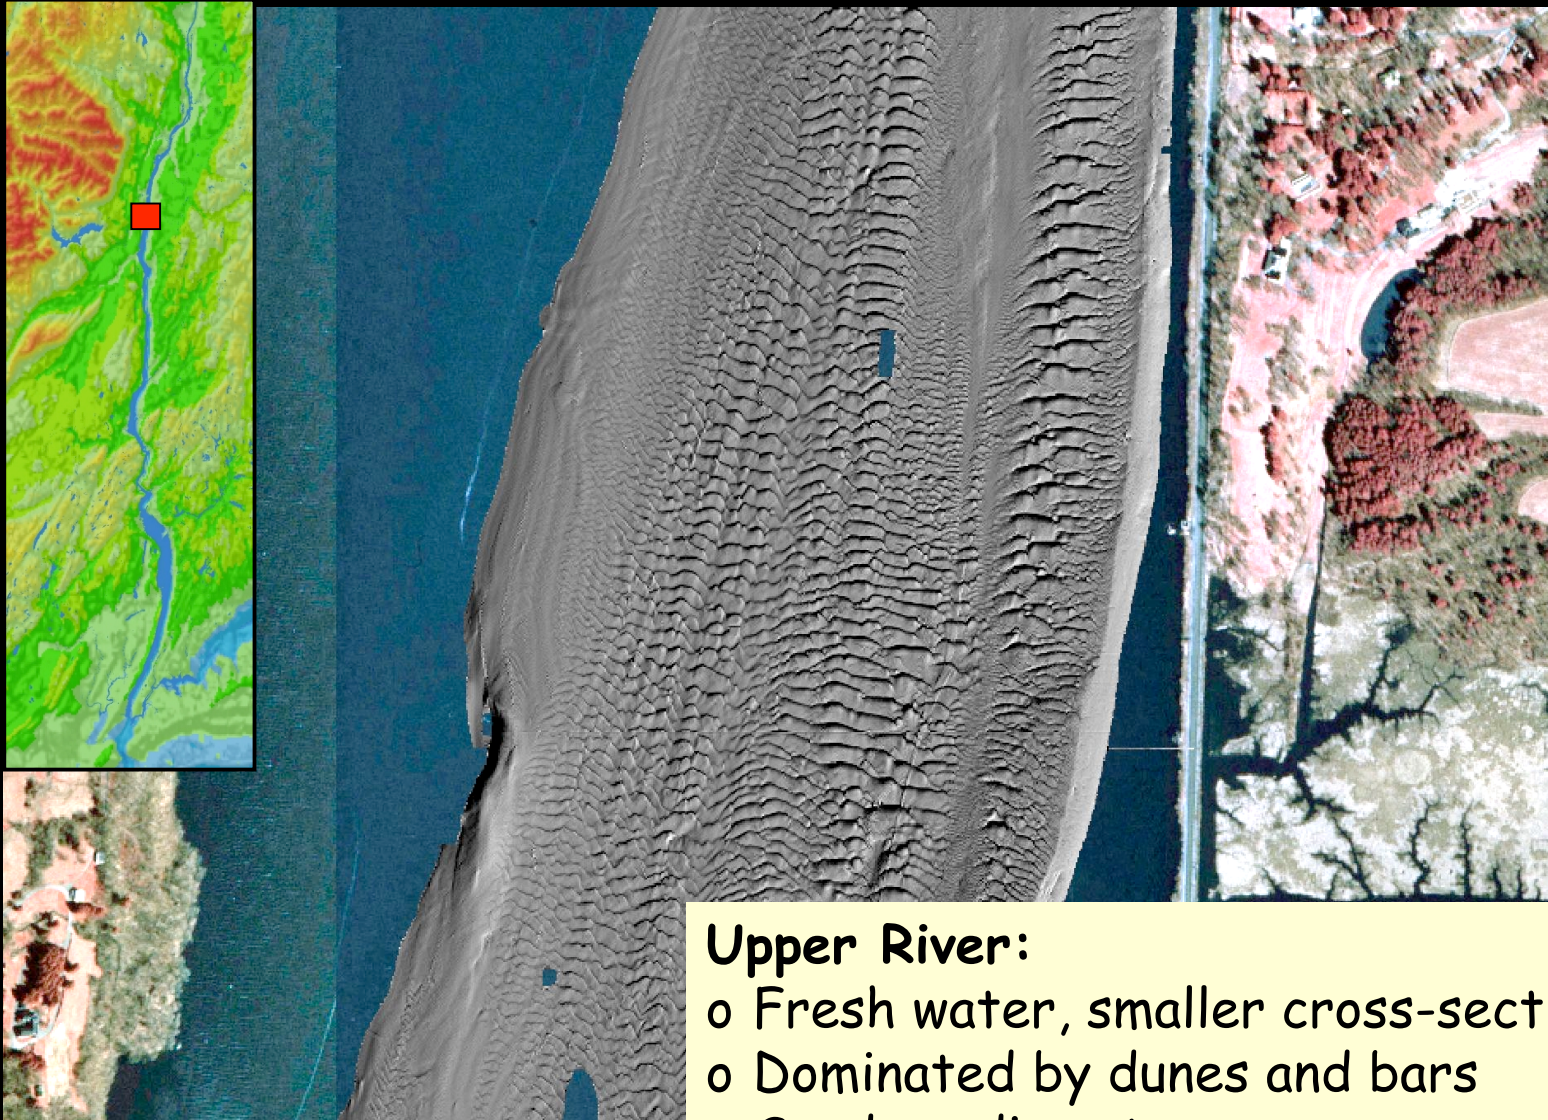 Upper River:
o Fresh water, smaller cross-sect
o Dominated by dunes and bars